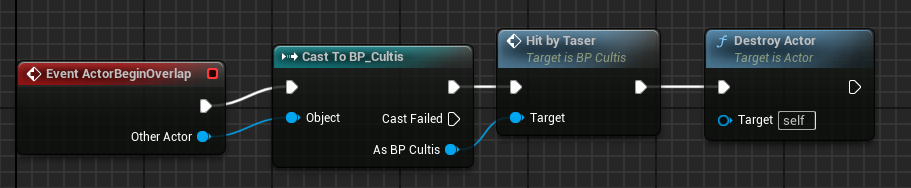 Event ActorBeginOverlap
Other Actor
Cast To BP_Cultis
Object
Cast Failed
As BP Cultis
Hit by Taser
Target is BP Cultis
Target
Destroy Actor
Target is Actor
Target self